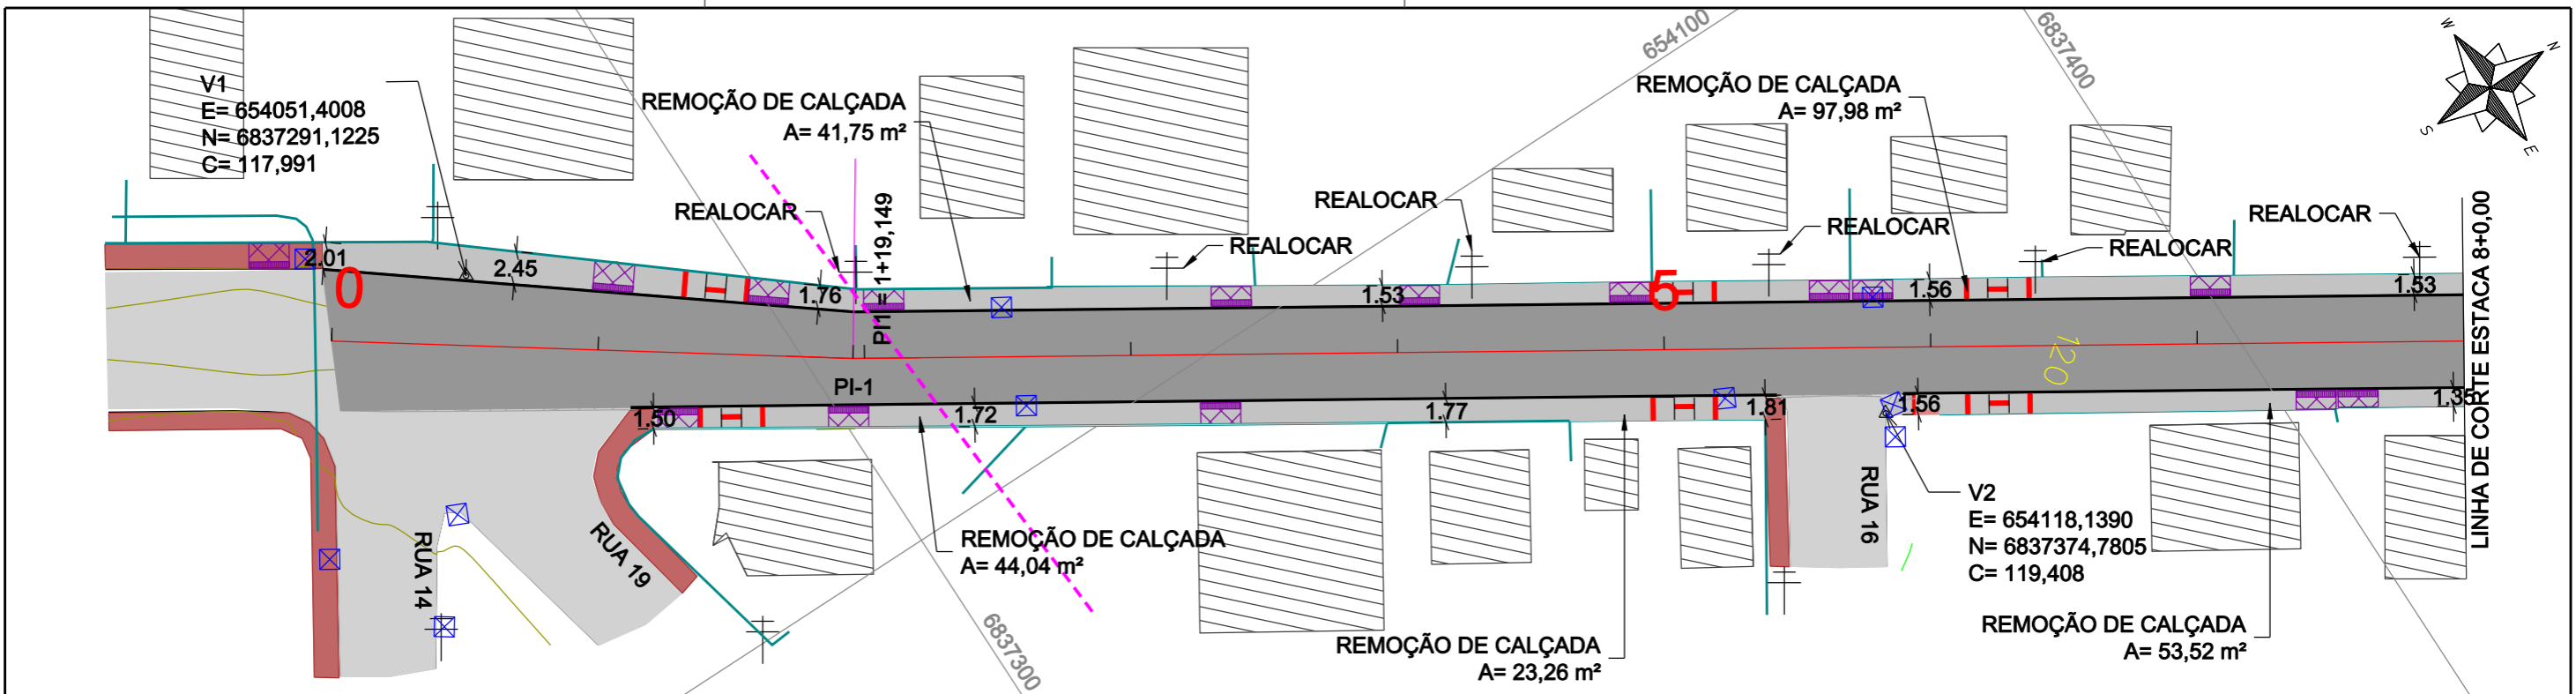 654100
6837400
W
N
S
E
V1
E= 654051,4008
N= 6837291,1225
C= 117,991
REMOÇÃO DE CALÇADA
A= 41,75 m²
REMOÇÃO DE CALÇADA
A= 97,98 m²
REALOCAR
REALOCAR
REALOCAR
REALOCAR
REALOCAR
REALOCAR
PI1 = 1+19,149
LINHA DE CORTE ESTACA 8+0,00
2.01
2.45
1.76
1.53
1.56
1.53
0
5
120
PI-1
1.50
1.72
1.77
1.81
1.56
1.35
RUA 14
RUA 19
RUA 16
REMOÇÃO DE CALÇADA
A= 44,04 m²
V2
E= 654118,1390
N= 6837374,7805
C= 119,408
6837300
REMOÇÃO DE CALÇADA
A= 23,26 m²
REMOÇÃO DE CALÇADA
A= 53,52 m²